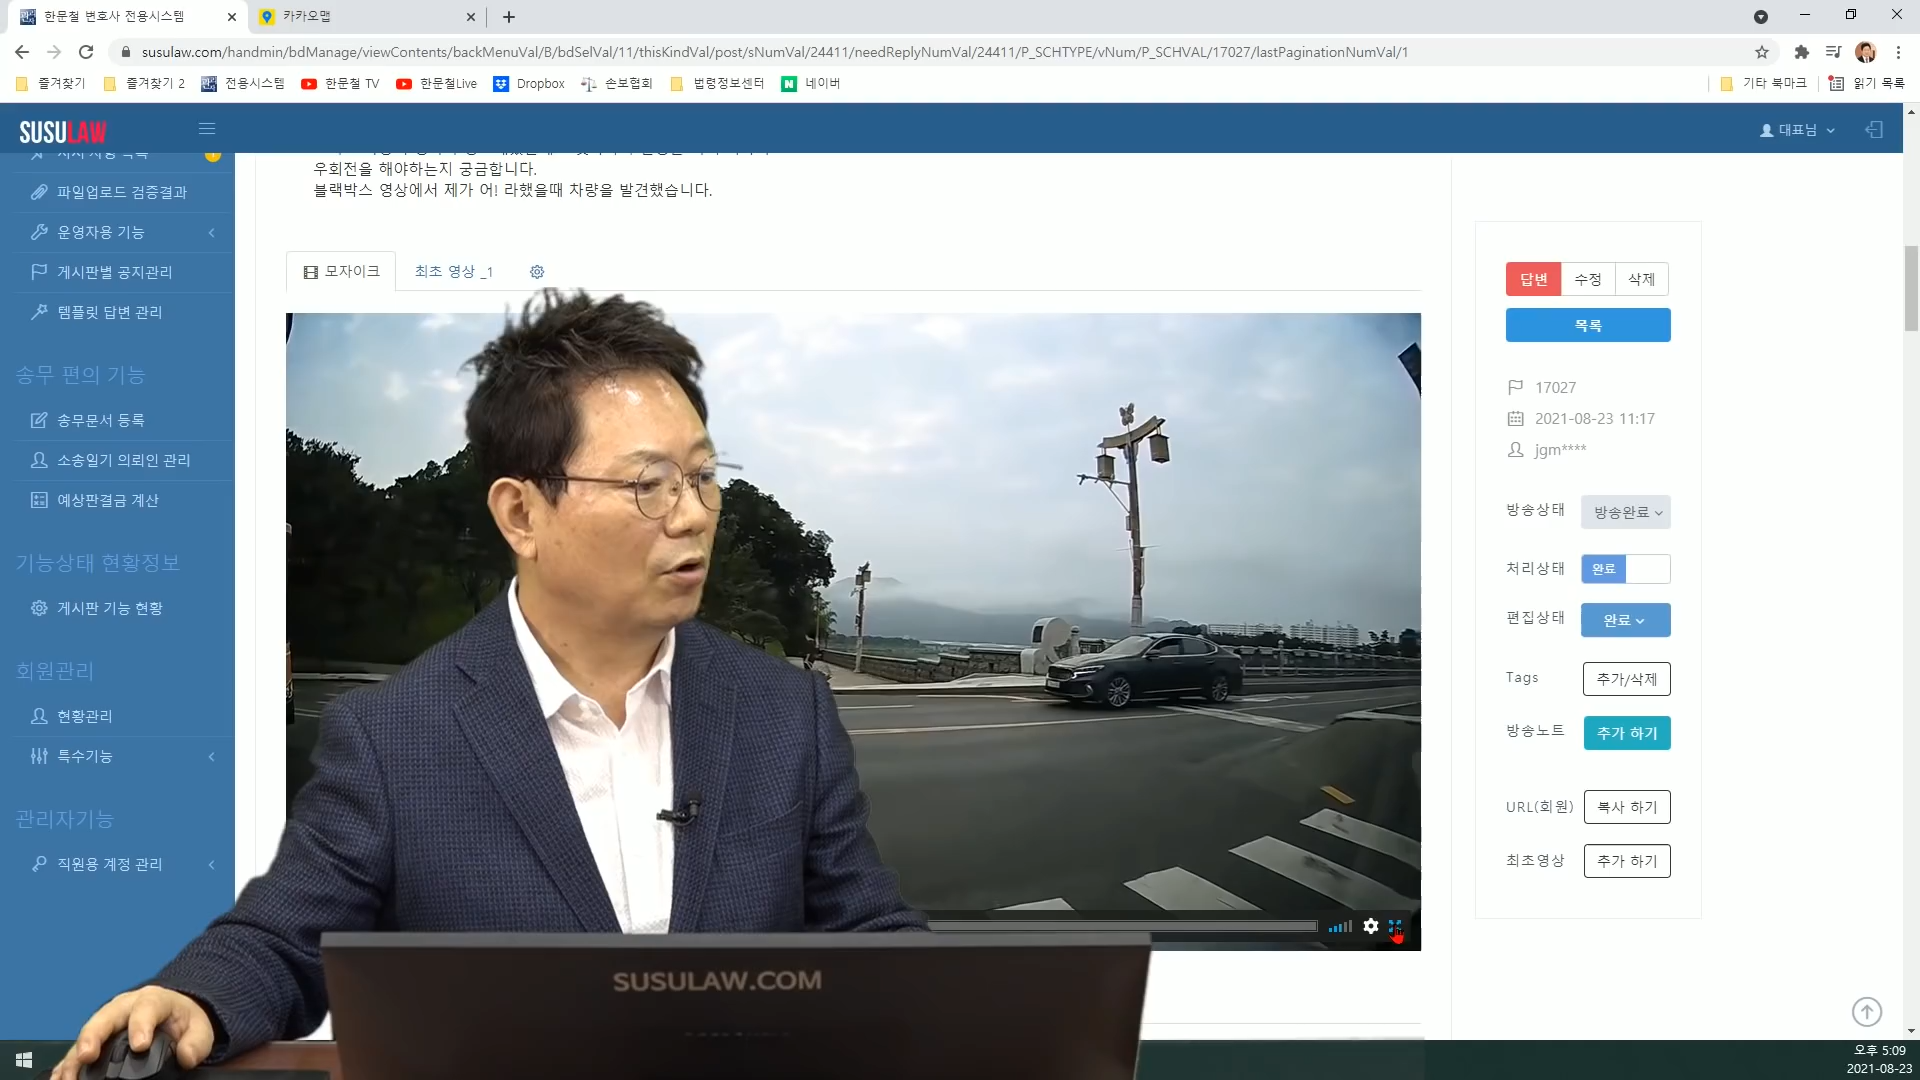 한문철 변호사 전용시스템
카카오맵
susulaw.com/handmin/bdManage/viewContents/backMenuVal/B/bdSelVal/11/thisKindVal/post/sNumVal/24411/needReplyNumVal/24411/P_SCHTYPE/vNum/P_SCHVAL/17027/lastPaginationNumVal/1
즐겨찾기
즐겨찾기 2
전용시스템
한문철 TV
한문철Live
Dropbox
손보협회
법령정보센터
네이버
기타 북마크
읽기 목록
SUSULAW
대표님
파일업로드 검증결과
운영자용 기능
게시판별 공지관리
템플릿 답변 관리
송무 편의 기능
송무문서 등록
소송일기 의뢰인 관리
예상판결금 계산
기능상태 현황정보
게시판 기능 현황
회원관리
현황관리
특수기능
관리자기능
직원용 계정 관리
우회전을 해야하는지 궁금합니다.
블랙박스 영상에서 제가 어! 라했을때 차량을 발견했습니다.
모자이크
최초 영상 _1
답변
수정
삭제
목록
17027
2021-08-23 11:17
jgm****
방송상태
방송완료
처리상태
완료
편집상태
완료
Tags
추가/삭제
방송노트
추가 하기
URL(회원)
복사 하기
최초영상
추가 하기
SUSULAW.COM
오후 5:09
2021-08-23